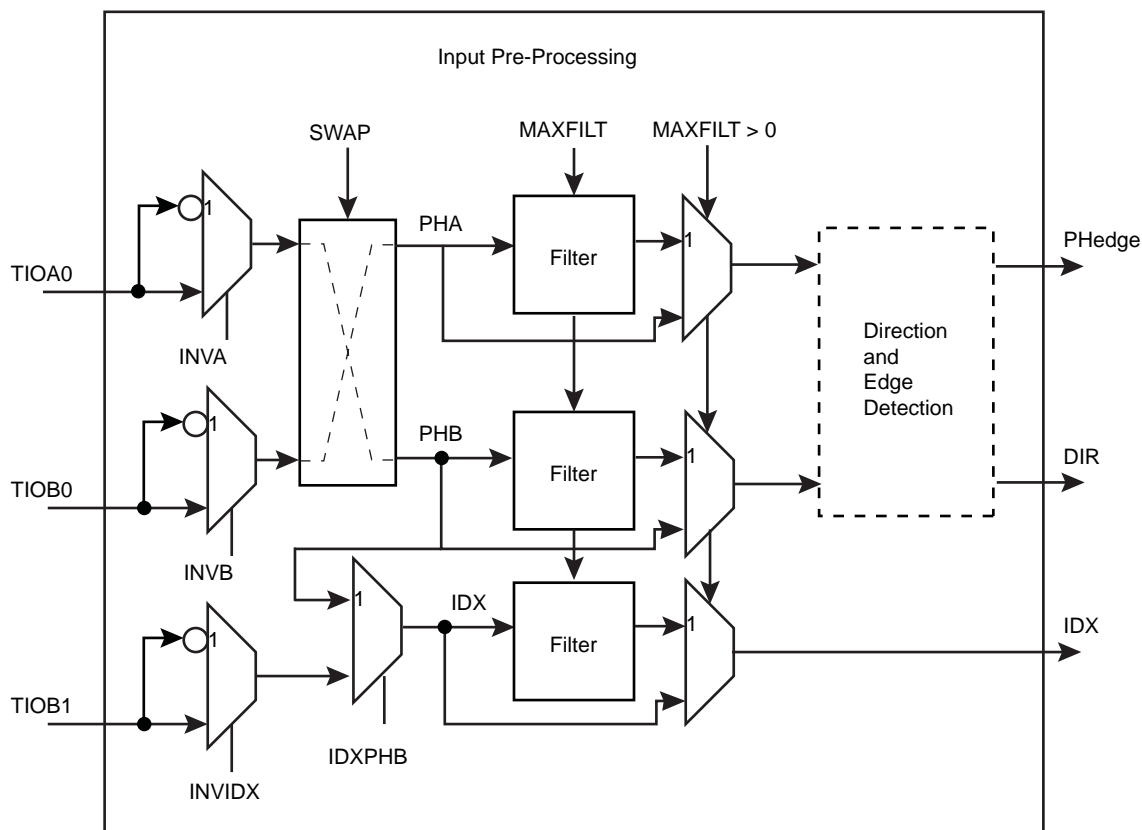 Input Pre-Processing
SWAP
MAXFILT
MAXFILT > 0
1
PHA
1
Filter
PHedge
TIOA0
INVA
Direction
and
Edge
Detection
1
PHB
1
Filter
DIR
TIOB0
INVB
1
IDX
1
Filter
IDX
1
TIOB1
IDXPHB
INVIDX